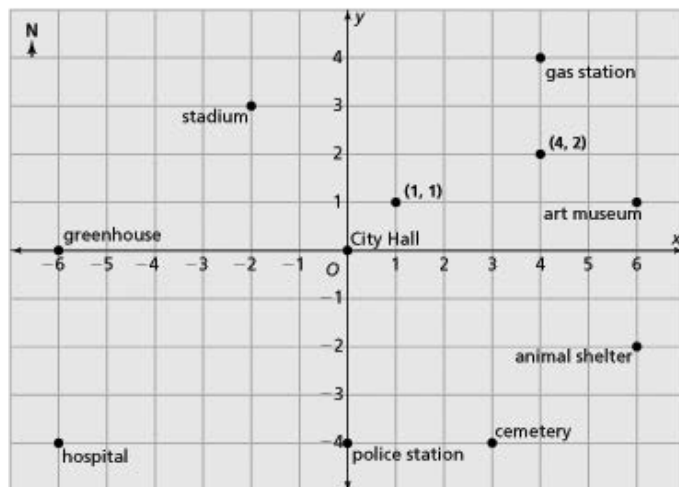 N
y
4
gas station
3
stadium
2
(4, 2)
1
(1, 1)
art museum
greenhouse
City Hall
x
−6 −5 −4 −3 −2 −1 O 1 2 3 4 5 6
−1
−2
animal shelter
−3
−4
cemetery
hospital
police station